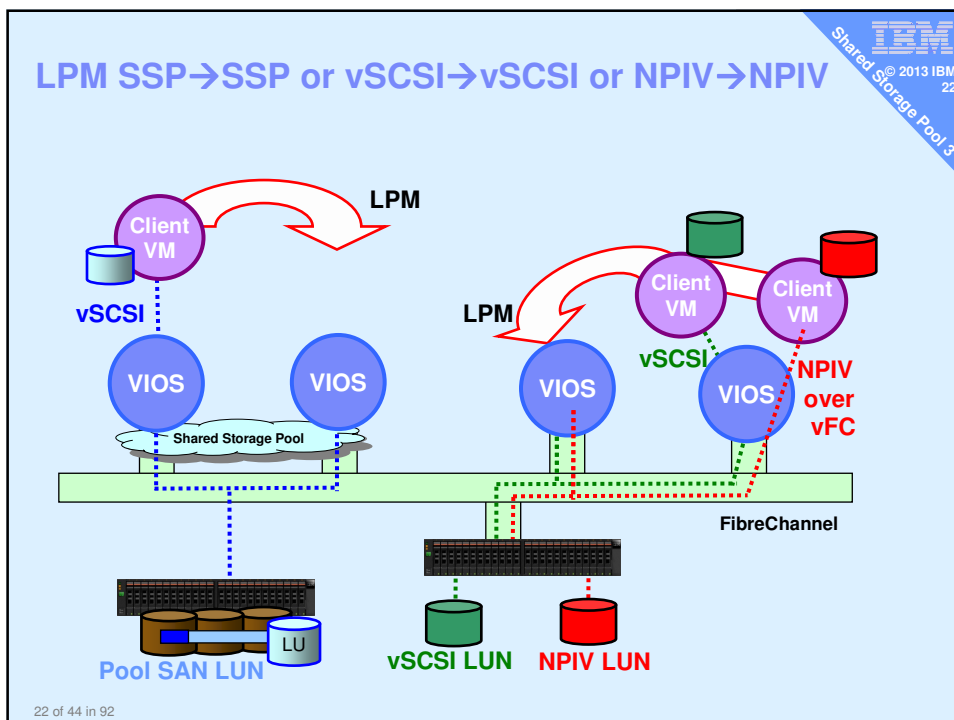 LPM SSP→SSP or vSCSI→vSCSI or NPIV→NPIV
IBM
© 2013 IBM
22
Shared Storage Pool 3
LPM
Client
VM
vSCSI
VIOS
VIOS
Shared Storage Pool
LPM
Client
VM
Client
VM
vSCSI
VIOS
VIOS
NPIV
over
vFC
FibreChannel
LU
Pool SAN LUN
vSCSI LUN
NPIV LUN
22 of 44 in 92